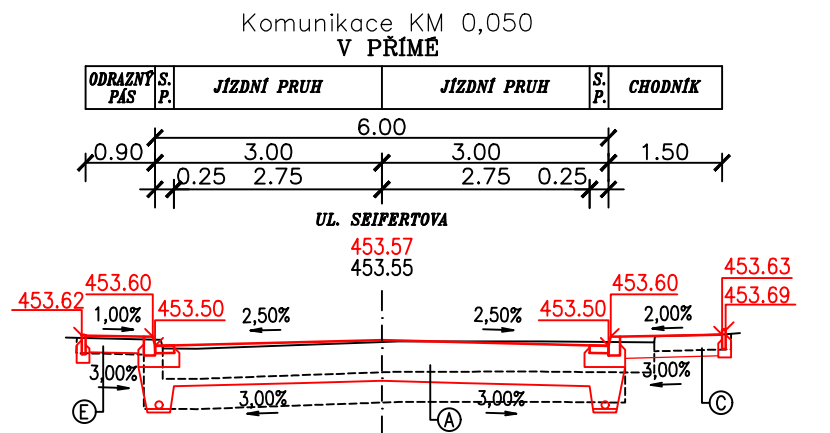 Komunikace KM 0,050
V PŘÍMÉ
ODRAZNÝ PÁS
S. P.
JÍZDNÍ PRUH
JÍZDNÍ PRUH
S. P.
CHODNÍK
6.00
0.90
3.00
3.00
1.50
0.25
2.75
2.75
0.25
UL. SEIFERTOVA
453.57
453.55
453.62
453.60
453.50
453.50
453.60
453.63
453.69
1,00%
2,50%
2,50%
2,00%
3,00%
3,00%
3,00%
3,00%
E
A
C